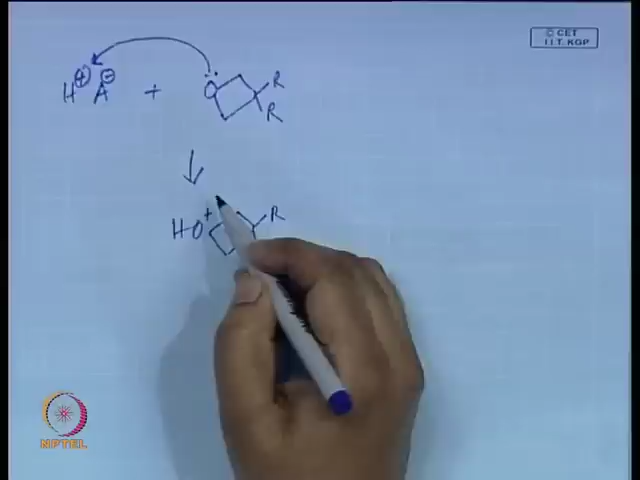 © CET
I.I.T. KGP
H⊕ A⊖ + Ö R
R
HO+ R
NPTEL